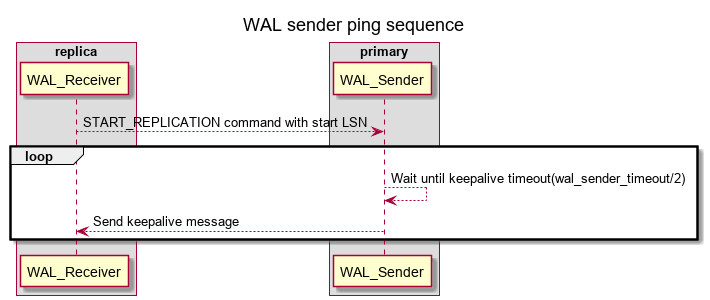 WAL sender ping sequence
replica
primary
WAL_Receiver
WAL_Sender
START_REPLICATION command with start LSN
loop
Wait until keepalive timeout(wal_sender_timeout/2)
Send keepalive message
WAL_Receiver
WAL_Sender